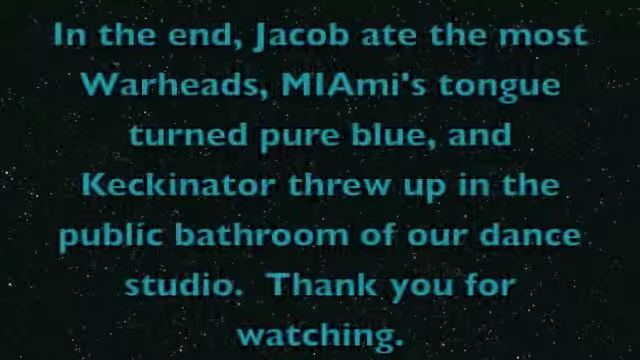 In the end, Jacob ate the most
Warheads, MIAmi's tongue
turned pure blue, and
Keckinator threw up in the
public bathroom of our dance
studio.  Thank you for
watching.